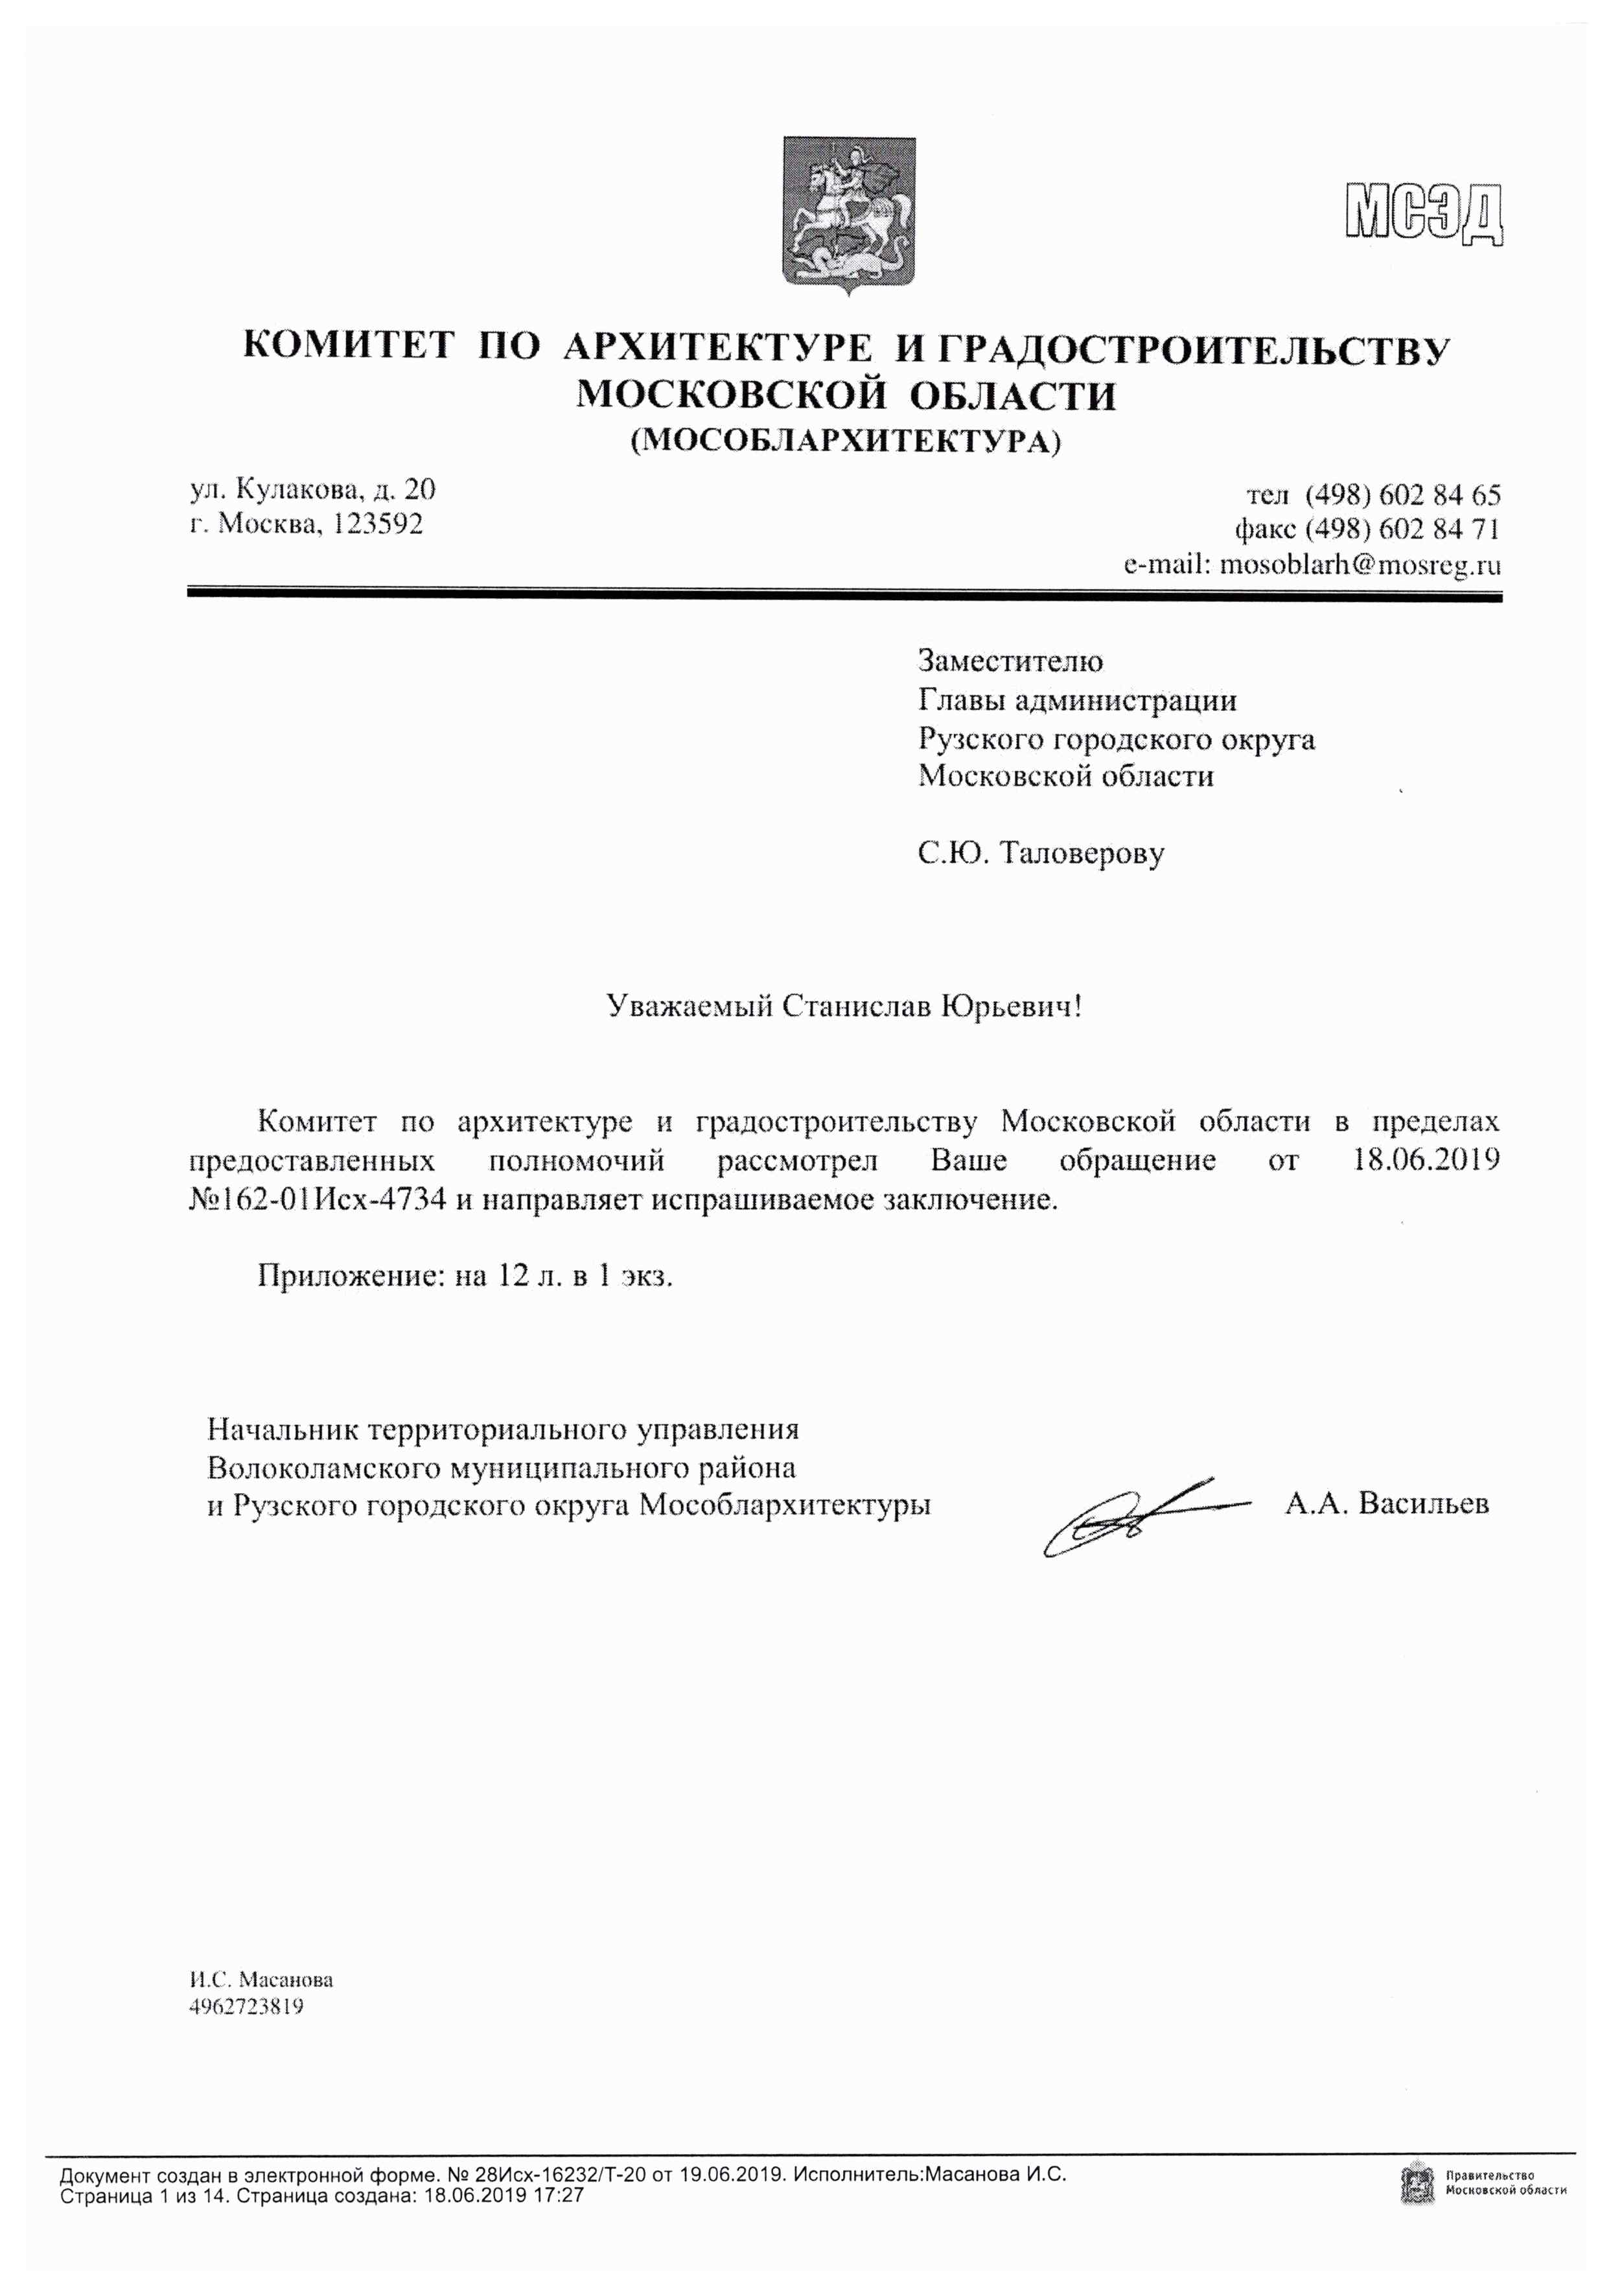 МСЭД
КОМИТЕТ ПО АРХИТЕКТУРЕ И ГРАДОСТРОИТЕЛЬСТВУ
МОСКОВСКОЙ ОБЛАСТИ
(МОСОБЛАРХИТЕКТУРА)
ул. Кулакова, д. 20
г. Москва, 123592
тел (498) 602 84 65
факс (498) 602 84 71
e-mail: mosoblarh@mosreg.ru
Заместителю
Главы администрации
Рузского городского округа
Московской области
С.Ю. Таловерову
Уважаемый Станислав Юрьевич!
Комитет по архитектуре и градостроительству Московской области в пределах
предоставленных полномочий рассмотрел Ваше обращение от 18.06.2019
№162-01Исх-4734 и направляет испрашиваемое заключение.
Приложение: на 12 л. в 1 экз.
Начальник территориального управления
Волоколамского муниципального района
и Рузского городского округа Мособлархитектуры
А.А. Васильев
И.С. Масанова
4962723819
Документ создан в электронной форме. № 28Исх-16232/Т-20 от 19.06.2019. Исполнитель:Масанова И.С.
Страница 1 из 14. Страница создана: 18.06.2019 17:27
Правительство
Московской области